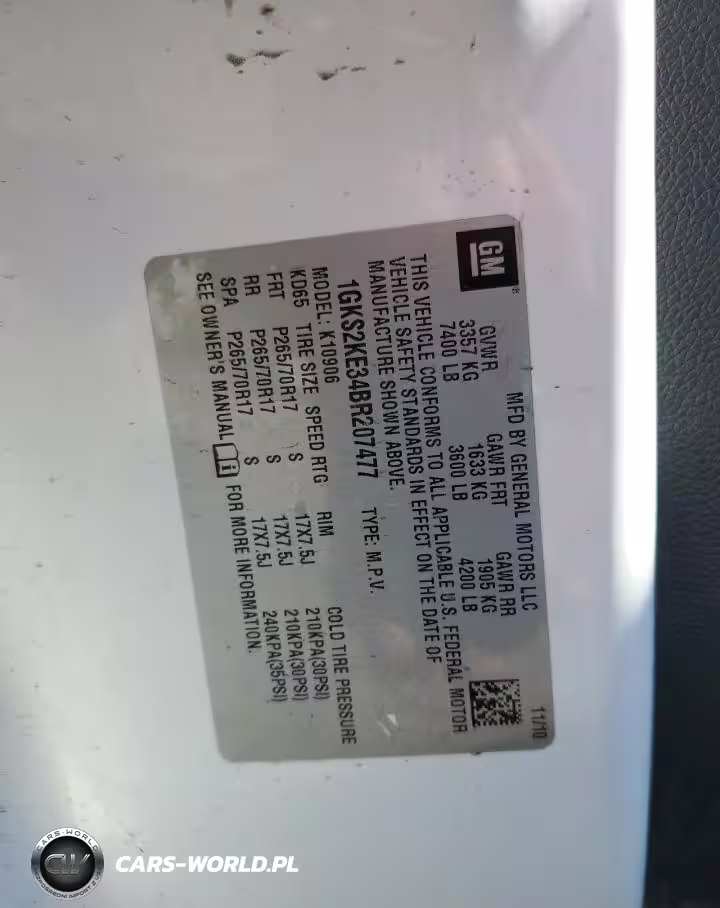 GM
®
MFD BY GENERAL MOTORS LLC
11/10
GVWR GAWR FRT GAWR RR
3357 KG 1633 KG 1905 KG
7400 LB 3600 LB 4200 LB
THIS VEHICLE CONFORMS TO ALL APPLICABLE U.S. FEDERAL MOTOR
VEHICLE SAFETY STANDARDS IN EFFECT ON THE DATE OF
MANUFACTURE SHOWN ABOVE.
1GKS2KE34BR207477 TYPE: M.P.V.
MODEL: K10906
KD65 TIRE SIZE SPEED RTG RIM COLD TIRE PRESSURE
FRT P265/70R17 S 17X7.5J 210KPA(30PSI)
RR P265/70R17 S 17X7.5J 210KPA(30PSI)
SPA P265/70R17 S 17X7.5J 240KPA(35PSI)
SEE OWNER'S MANUAL FOR MORE INFORMATION.
CARS-WORLD
CW
CARS-WORLD.PL